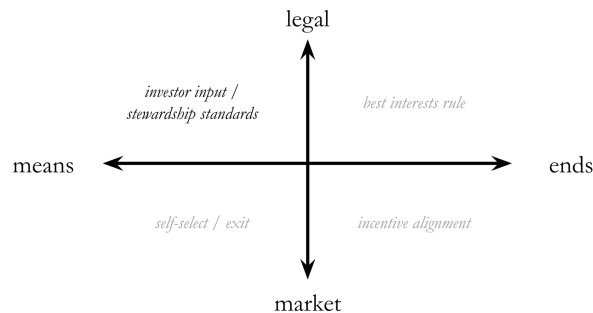 legal
investor input /
stewardship standards
best interests rule
means
ends
self-select / exit
incentive alignment
market